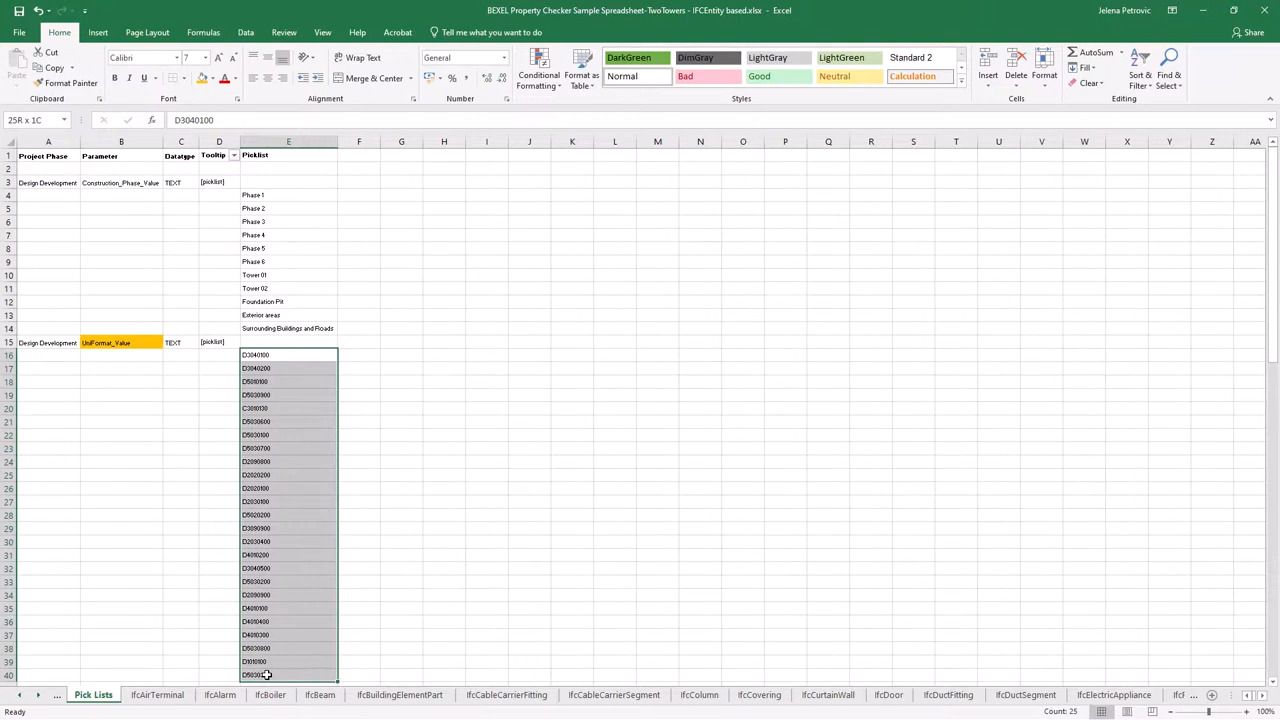 BEXEL Property Checker Sample Spreadsheet-TwoTowers - IFCEntity based.xlsx - Excel
Jelena Petrovic
File Home Insert Page Layout Formulas Data Review View Help Acrobat Tell me what you want to do Share
Paste Cut Copy Format Painter Clipboard
Calibri 7 B I U A Font
Wrap Text Merge & Center Alignment
General % Number
Conditional Formatting Format as Table
DarkGreen DimGray LightGray LightGreen Standard 2
Normal Bad Good Neutral Calculation
Styles
Insert Delete Format Cells
AutoSum Fill Clear Sort & Filter Find & Select Editing
25R x 1C fx D3040100
A B C D E F G H I J K L M N O P Q R S T U V W X Y Z AA
1 Project Phase Parameter Datatype Tooltip Picklist
2
3 Design Development Construction_Phase_Value TEXT [picklist]
4 Phase 1
5 Phase 2
6 Phase 3
7 Phase 4
8 Phase 5
9 Phase 6
10 Tower 01
11 Tower 02
12 Foundation Pit
13 Exterior areas
14 Surrounding Buildings and Roads
15 Design Development UniFormat_Value TEXT [picklist]
16 D3040100
17 D3040200
18 D5010100
19 D5030900
20 C3010130
21 D5030600
22 D5030100
23 D5030700
24 D2090800
25 D2020200
26 D2020100
27 D2030100
28 D5020200
29 D3090900
30 D2030400
31 D4010200
32 D3040500
33 D5030200
34 D2090900
35 D4010100
36 D4010400
37 D4010300
38 D5030800
39 D1010100
40
... Pick Lists IfcAirTerminal IfcAlarm IfcBoiler IfcBeam IfcBuildingElementPart IfcCableCarrierFitting IfcCableCarrierSegment IfcColumn IfcCovering IfcCurtainWall IfcDoor IfcDuctFitting IfcDuctSegment IfcElectricAppliance ...
Ready Count: 25 100%